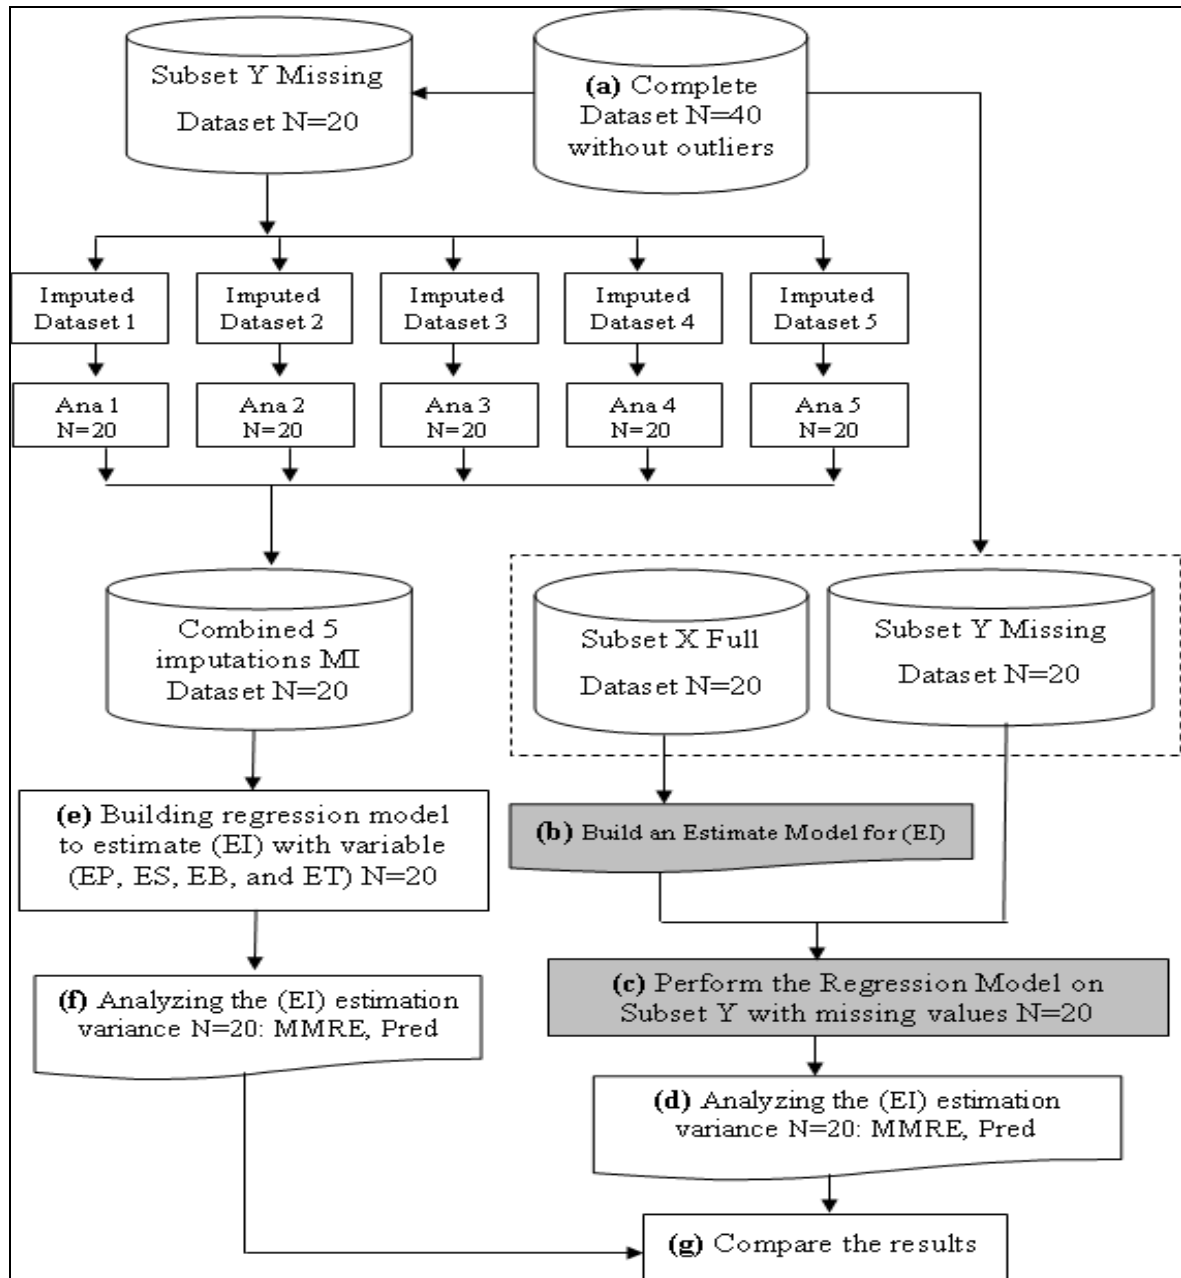 Subset Y Missing
Dataset N=20
(a) Complete
Dataset N=40
without outliers
Imputed
Dataset 1
Imputed
Dataset 2
Imputed
Dataset 3
Imputed
Dataset 4
Imputed
Dataset 5
Ana 1
N=20
Ana 2
N=20
Ana 3
N=20
Ana 4
N=20
Ana 5
N=20
Combined 5
imputations MI
Dataset N=20
Subset X Full
Dataset N=20
Subset Y Missing
Dataset N=20
(e) Building regression model
to estimate (EI) with variable
(EP, ES, EB, and ET) N=20
(b) Build an Estimate Model for (EI)
(f) Analyzing the (EI) estimation
variance N=20: MMRE, Pred
(c) Perform the Regression Model on
Subset Y with missing values N=20
(d) Analyzing the (EI) estimation
variance N=20: MMRE, Pred
(g) Compare the results